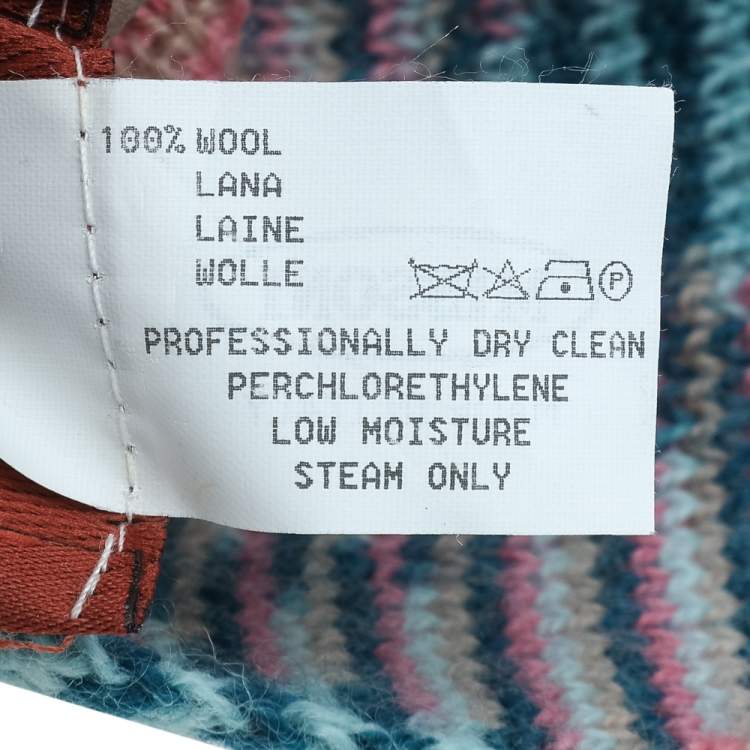 100% WOOL
LANA
LAINE
WOLLE
P
PROFESSIONALLY DRY CLEAN
PERCHLORETHYLENE
LOW MOISTURE
STEAM ONLY